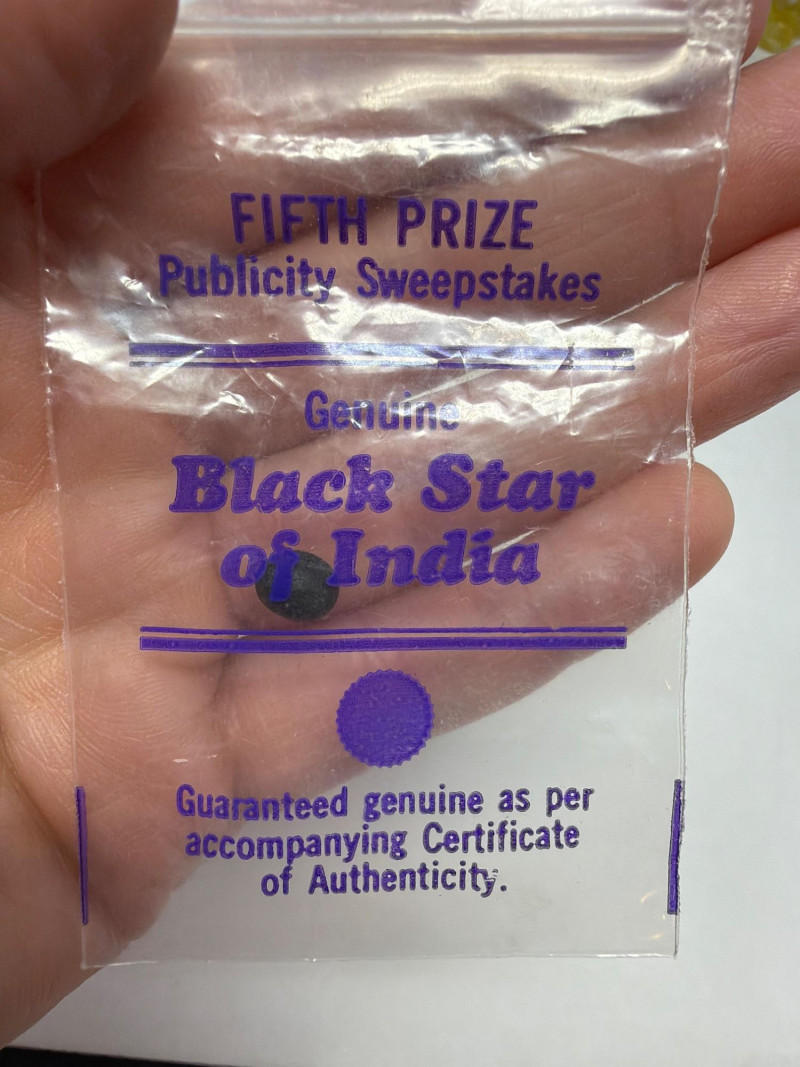 FIFTH PRIZE
Publicity Sweepstakes
Genuine
Black Star
of India
Guaranteed genuine as per
accompanying Certificate
of Authenticity.